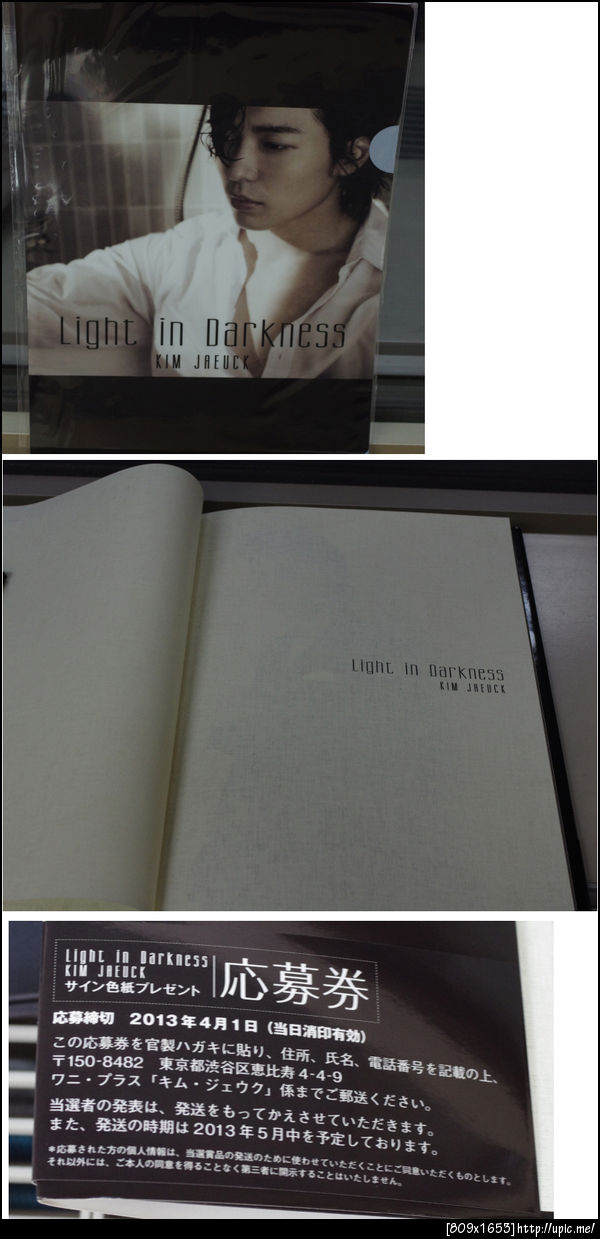 Light in Darkness
KIM JAEUCK
Light in Darkness
KIM JAEUCK
Light in Darkness
KIM JAEUCK
サイン色紙プレゼント
応募券
応募締切 2013年4月1日（当日消印有効）
この応募券を官製ハガキに貼り、住所、氏名、電話番号を記載の上、
〒150-8482 東京都渋谷区恵比寿4-4-9
ワニ・プラス「キム・ジェウク」係までご郵送ください。
当選者の発表は、発送をもってかえさせていただきます。
また、発送の時期は2013年5月中を予定しております。
＊応募された方の個人情報は、当選賞品の発送のために使わせていただくことにご同意いただくものとします。
それ以外には、ご本人の同意を得ることなく第三者に開示することはいたしません。
[809x1653]http://upic.me/